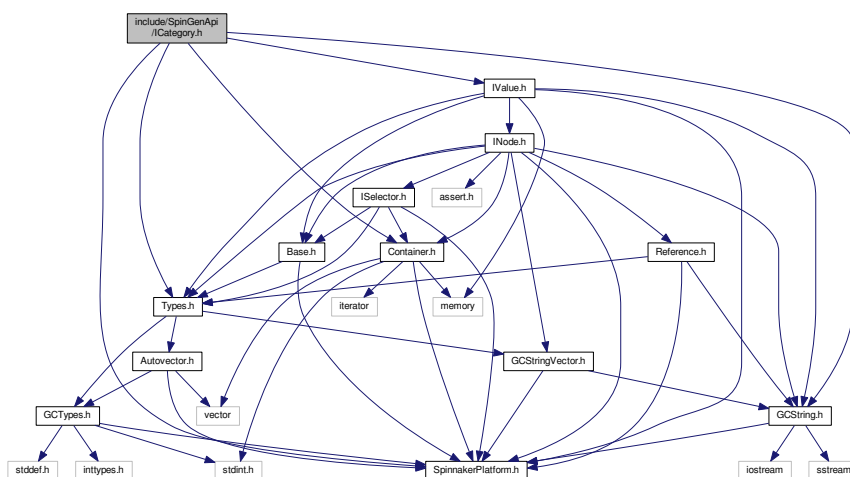 include/SpinGenApi
/ICategory.h
IValue.h
INode.h
ISelector.h
assert.h
Base.h
Container.h
Reference.h
Types.h
iterator
memory
Autovector.h
GCStringVector.h
GCTypes.h
vector
GCString.h
stddef.h
inttypes.h
stdint.h
SpinnakerPlatform.h
iostream
sstream